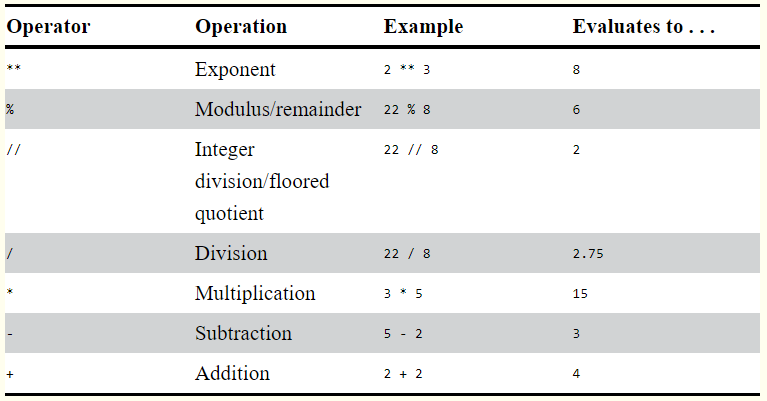 Operator Operation Example Evaluates to . . .
** Exponent 2 ** 3 8
% Modulus/remainder 22 % 8 6
// Integer 22 // 8 2
division/floored
quotient
/ Division 22 / 8 2.75
* Multiplication 3 * 5 15
- Subtraction 5 - 2 3
+ Addition 2 + 2 4